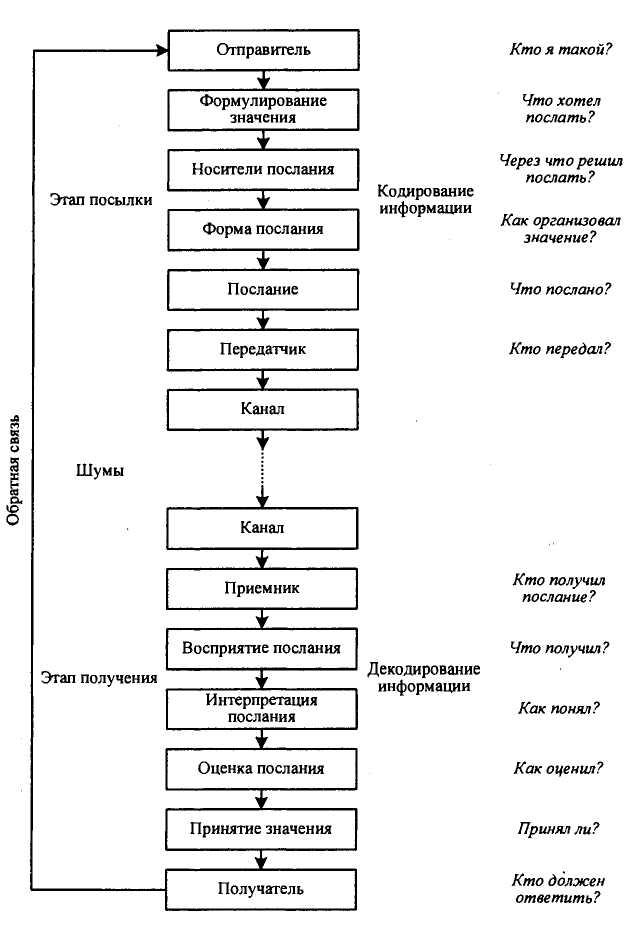 Отправитель
Кто я такой?
Формулирование
значения
Что хотел
послать?
Носители послания
Через что решил
послать?
Этап посылки
Кодирование
информации
Форма послания
Как организовал
значение?
Послание
Что послано?
Передатчик
Кто передал?
Канал
Обратная связь
Шумы
Канал
Приемник
Кто получил
послание?
Восприятие послания
Что получил?
Этап получения
Декодирование
информации
Интерпретация
послания
Как понял?
Оценка послания
Как оценил?
Принятие значения
Принял ли?
Получатель
Кто должен
ответить?